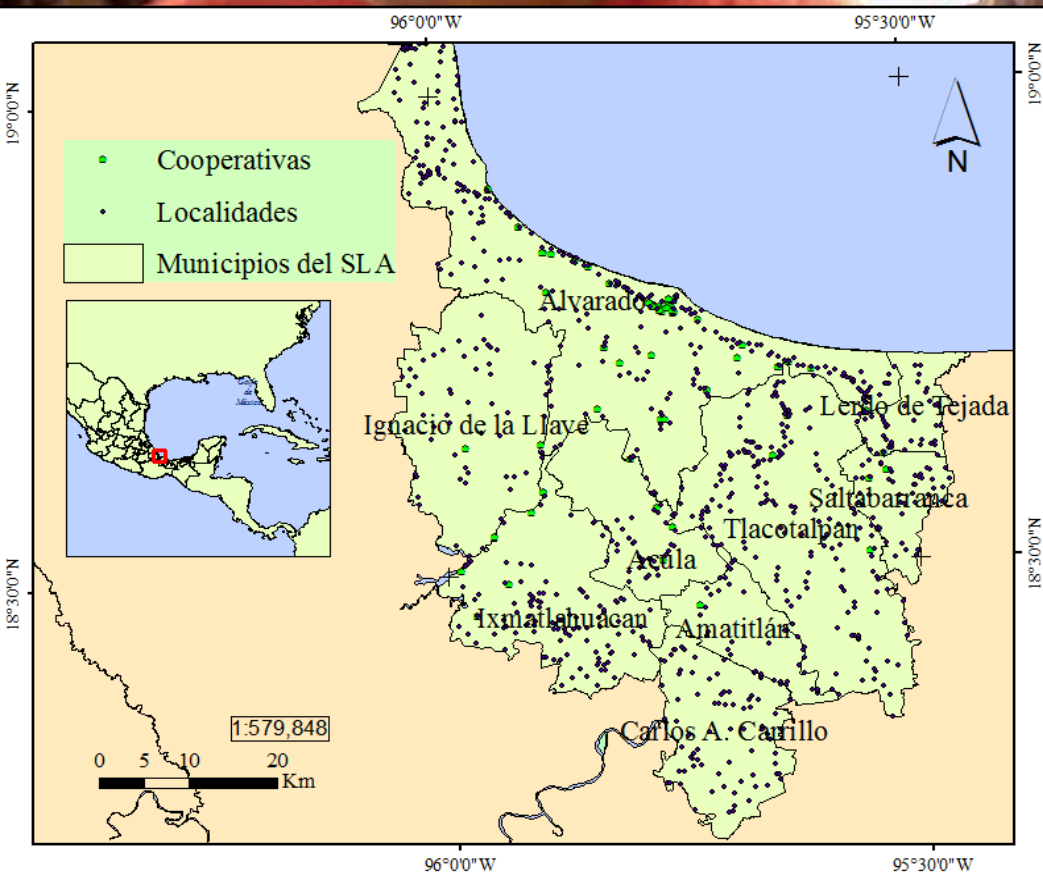 96°0'0"W
95°30'0"W
19°0'0"N
19°0'0"N
N
Cooperativas
Localidades
Municipios del SLA
Alvarado
Ignacio de la Llave
Lerdo de Tejada
Saltabarranca
Tlacotalpan
Acula
Ixmatlahuacan
Amatitlán
Carlos A. Carrillo
18°30'0"N
18°30'0"N
1:579,848
0 5 10 20
Km
96°0'0"W
95°30'0"W